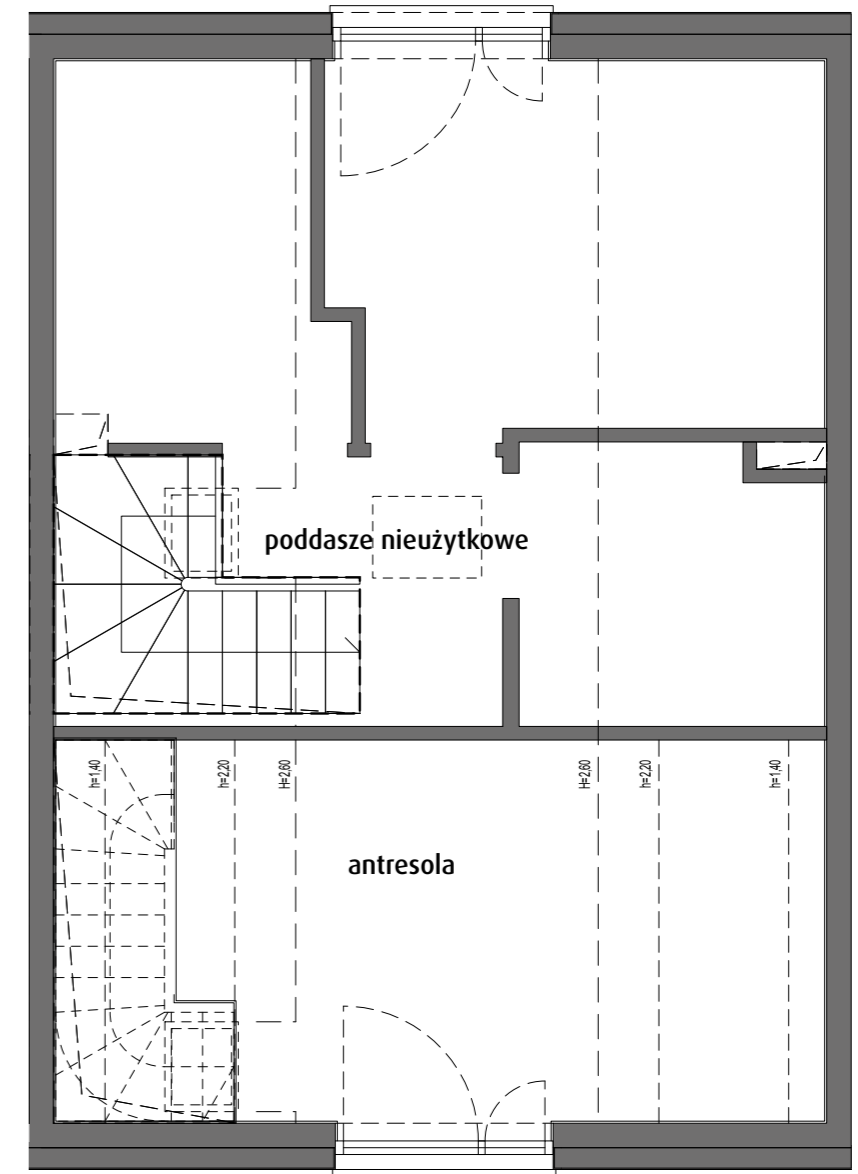 poddasze nieużytkowe
h=1,40
h=2,20
H=2,60
H=2,60
h=2,20
h=1,40
antresola